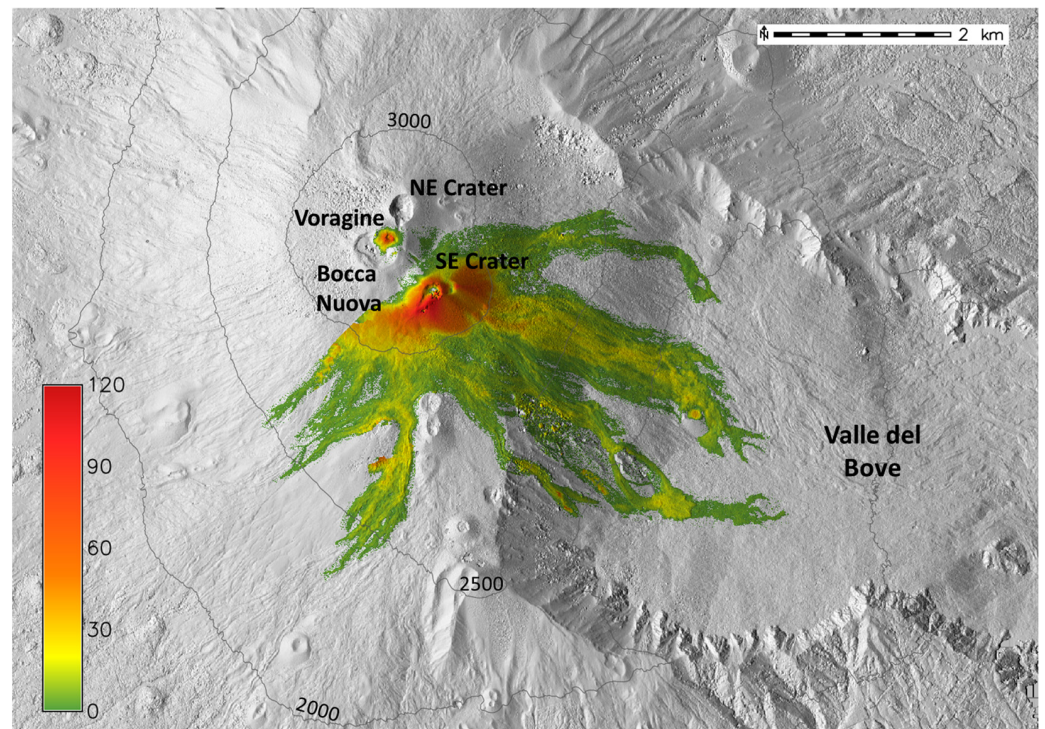 N
2 km
3000
NE Crater
Voragine
SE Crater
Bocca
Nuova
120
90
60
30
0
Valle del
Bove
2500
2000